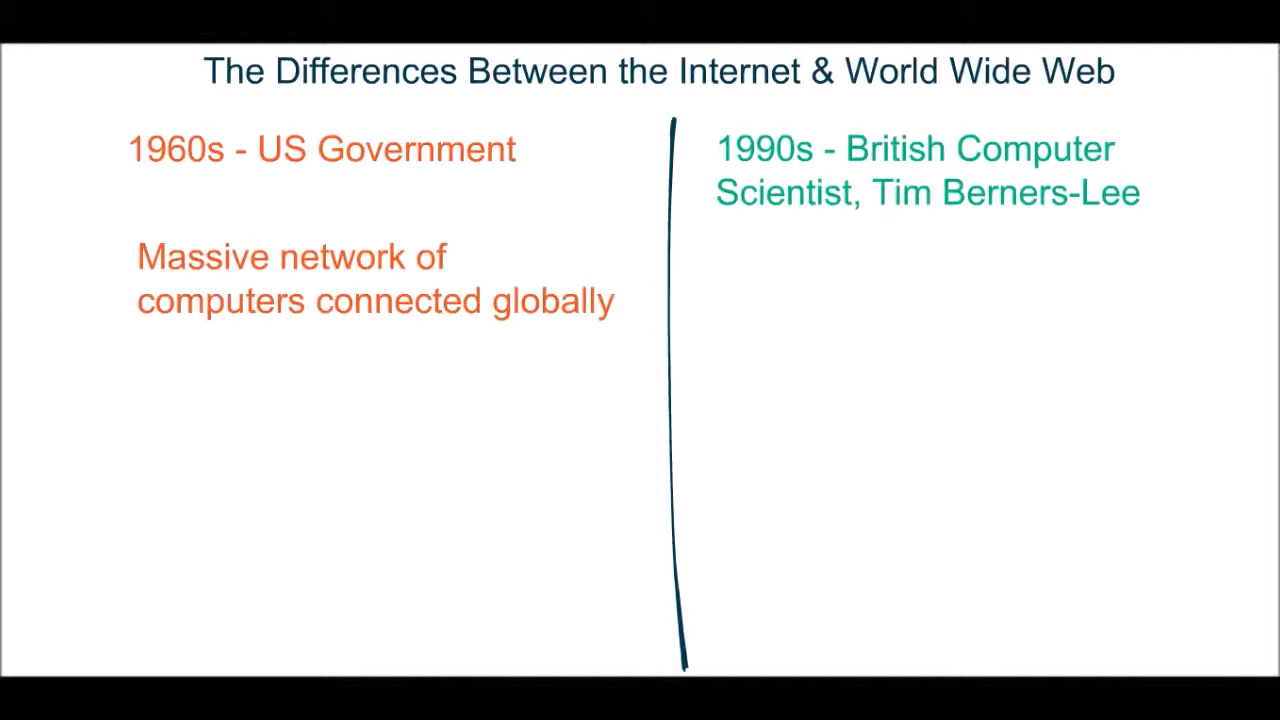 The Differences Between the Internet & World Wide Web
1960s - US Government
Massive network of
computers connected globally
1990s - British Computer
Scientist, Tim Berners-Lee